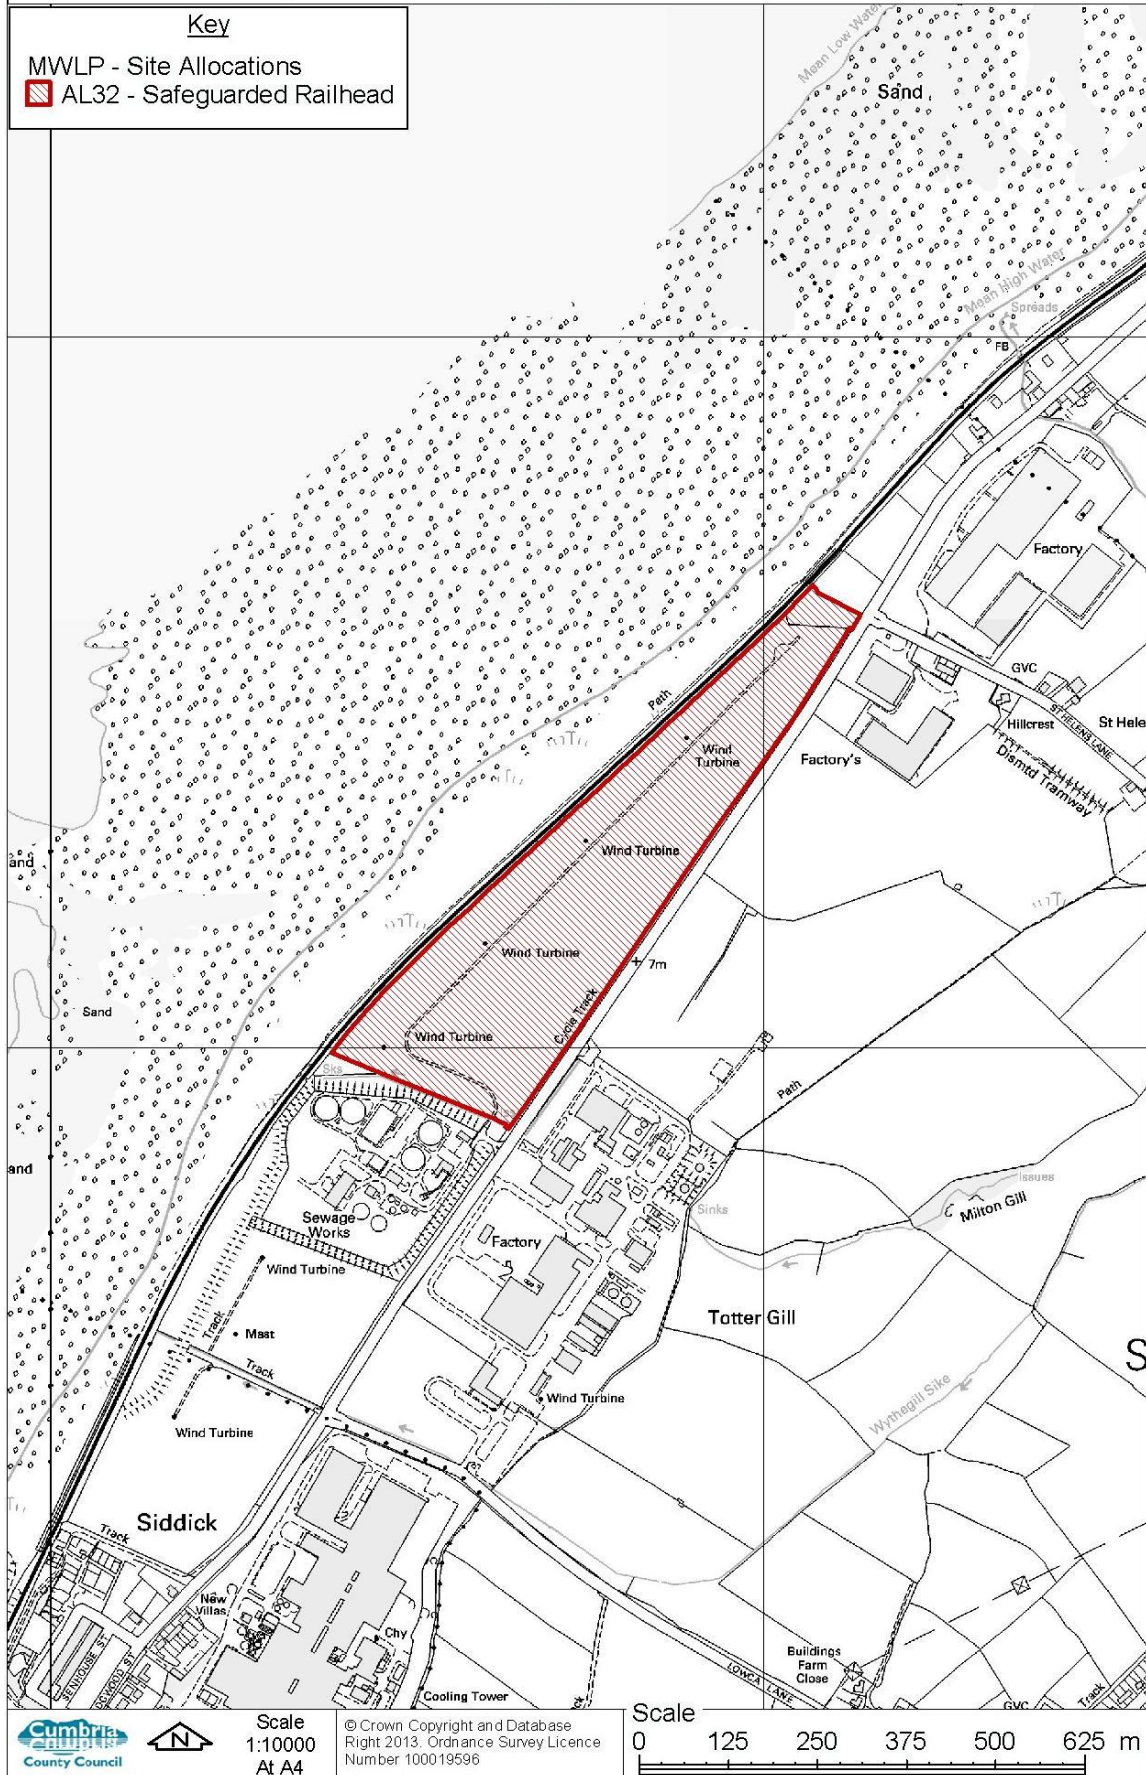 Key
MWLP - Site Allocations
AL32 - Safeguarded Railhead
Mean Low Water
Sand
Mean High Water
Spreads
FB
Factory
GVC
ST HELENS LANE
Hillcrest
St Hele
Dismtd Tramway
Path
Wind
Turbine
Factory's
Wind Turbine
and
Wind Turbine
7m
Sand
Cycle Track
Wind Turbine
Sks
Path
and
Issues
Milton Gill
Sinks
Sewage
Works
Factory
Wind Turbine
Track
Mast
Totter Gill
S
Track
Wind Turbine
Wythegill Sike
Wind Turbine
Siddick
Track
New
Villas
Chy
SENHOUSE ST
Buildings
Farm
Close
LOWCA LANE
Cooling Tower
ck
GVC
Track
Cumbria
County Council
N
Scale
1:10000
At A4
© Crown Copyright and Database
Right 2013. Ordnance Survey Licence
Number 100019596
Scale
0 125 250 375 500 625 m